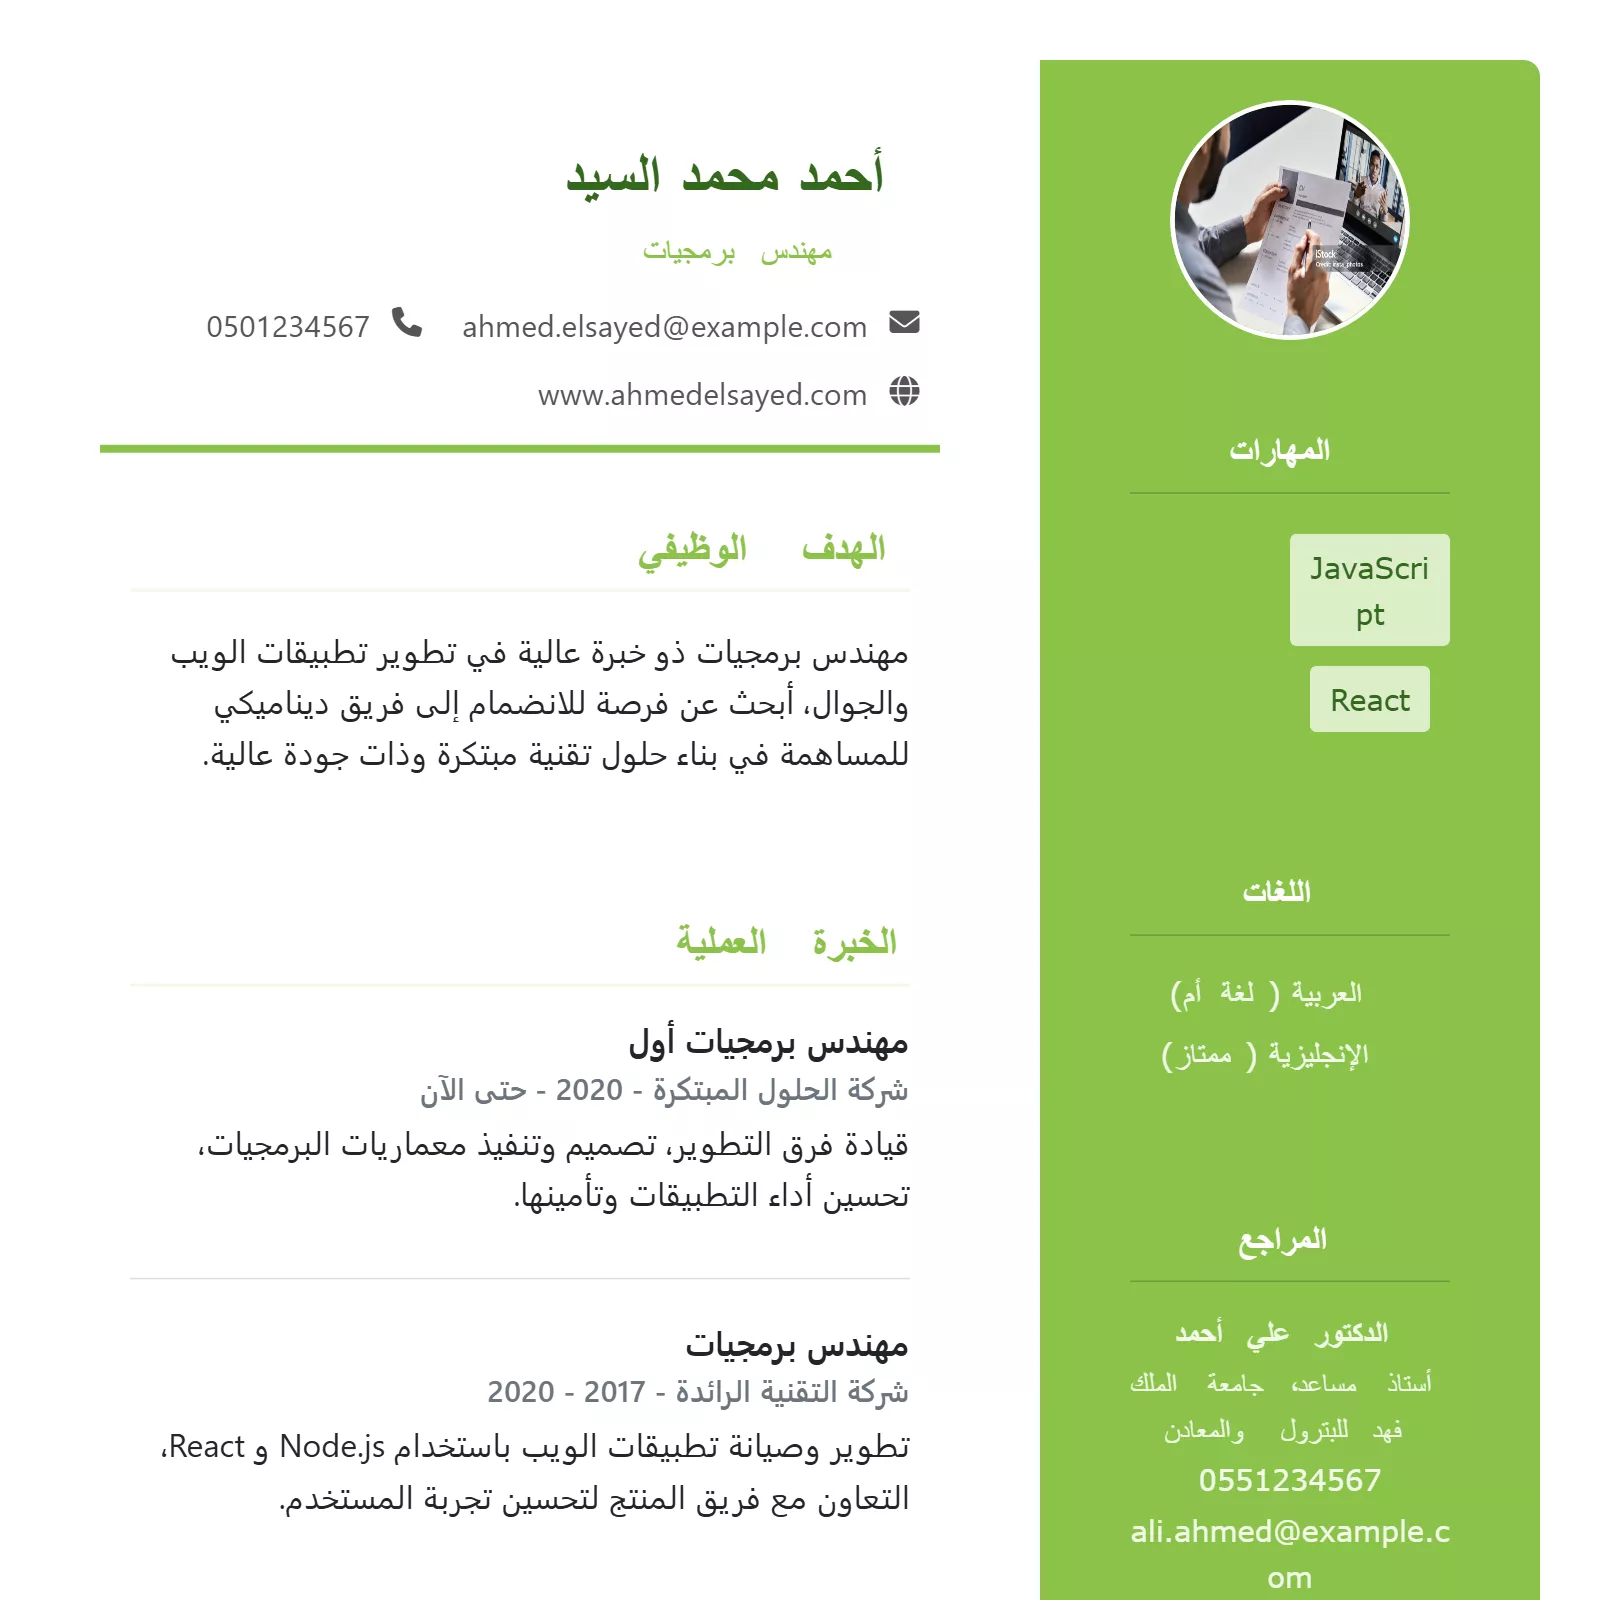 أحمد محمد السيد
مهندس برمجيات
ahmed.elsayed@example.com 0501234567
www.ahmedelsayed.com
الهدف الوظيفي
مهندس برمجيات ذو خبرة عالية في تطوير تطبيقات الويب
والجوال، أبحث عن فرصة للانضمام إلى فريق ديناميكي
للمساهمة في بناء حلول تقنية مبتكرة وذات جودة عالية.
الخبرة العملية
مهندس برمجيات أول
شركة الحلول المبتكرة - 2020 - حتى الآن
قيادة فرق التطوير، تصميم وتنفيذ معماريات البرمجيات،
تحسين أداء التطبيقات وتأمينها.
مهندس برمجيات
شركة التقنية الرائدة - 2017 - 2020
تطوير وصيانة تطبيقات الويب باستخدام Node.js و React،
التعاون مع فريق المنتج لتحسين تجربة المستخدم.
iStock
Credit: insta_photos
المهارات
JavaScri
pt
React
اللغات
العربية ( لغة أم)
الإنجليزية ( ممتاز)
المراجع
الدكتور علي أحمد
أستاذ مساعد، جامعة الملك
فهد للبترول والمعادن
0551234567
ali.ahmed@example.c
om